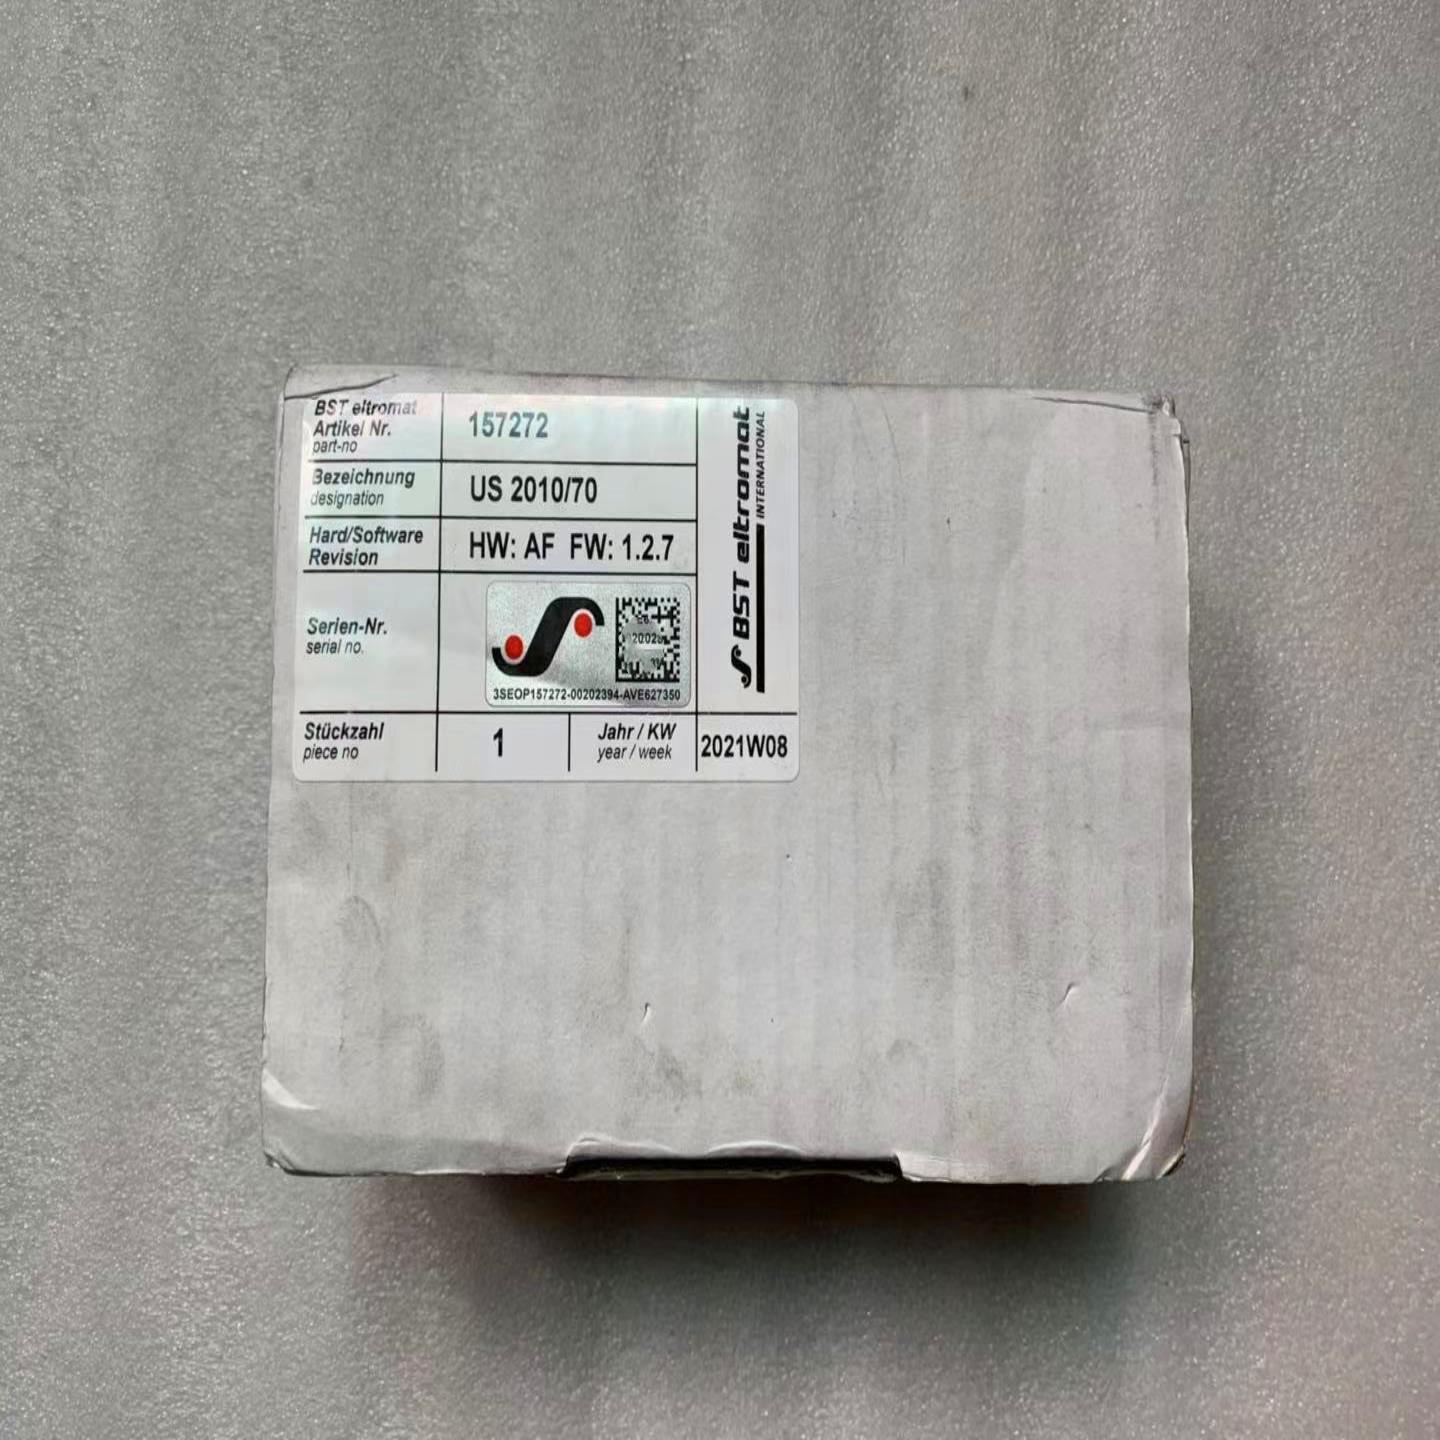 BST eltromat
Artikel Nr.
part-no
157272
Bezeichnung
designation
US 2010/70
Hard/Software
Revision
HW: AF FW: 1.2.7
Serien-Nr.
serial no.
3SEOP157272-00202394-AVE627350
Stückzahl
piece no
1
Jahr / KW
year / week
2021W08
BST eltromat
INTERNATIONAL